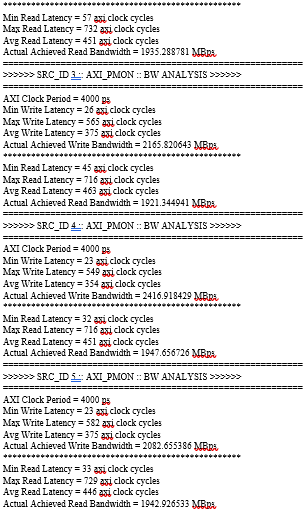 **************************************************
Min Read Latency = 57 axi clock cycles
Max Read Latency = 732 axi clock cycles
Avg Read Latency = 451 axi clock cycles
Actual Achieved Read Bandwidth = 1935.288781 MBps
==================================================
>>>>>> SRC_ID 3 :: AXI_PMON :: BW ANALYSIS >>>>>>
==================================================
AXI Clock Period = 4000 ps
Min Write Latency = 26 axi clock cycles
Max Write Latency = 565 axi clock cycles
Avg Write Latency = 375 axi clock cycles
Actual Achieved Write Bandwidth = 2165.820643 MBps
**************************************************
Min Read Latency = 45 axi clock cycles
Max Read Latency = 716 axi clock cycles
Avg Read Latency = 463 axi clock cycles
Actual Achieved Read Bandwidth = 1921.344941 MBps
==================================================
>>>>>> SRC_ID 4 :: AXI_PMON :: BW ANALYSIS >>>>>>
==================================================
AXI Clock Period = 4000 ps
Min Write Latency = 23 axi clock cycles
Max Write Latency = 549 axi clock cycles
Avg Write Latency = 354 axi clock cycles
Actual Achieved Write Bandwidth = 2416.918429 MBps
**************************************************
Min Read Latency = 32 axi clock cycles
Max Read Latency = 716 axi clock cycles
Avg Read Latency = 451 axi clock cycles
Actual Achieved Read Bandwidth = 1947.656726 MBps
==================================================
>>>>>> SRC_ID 5 :: AXI_PMON :: BW ANALYSIS >>>>>>
==================================================
AXI Clock Period = 4000 ps
Min Write Latency = 23 axi clock cycles
Max Write Latency = 582 axi clock cycles
Avg Write Latency = 375 axi clock cycles
Actual Achieved Write Bandwidth = 2082.655386 MBps
**************************************************
Min Read Latency = 33 axi clock cycles
Max Read Latency = 729 axi clock cycles
Avg Read Latency = 446 axi clock cycles
Actual Achieved Read Bandwidth = 1942.926533 MBps